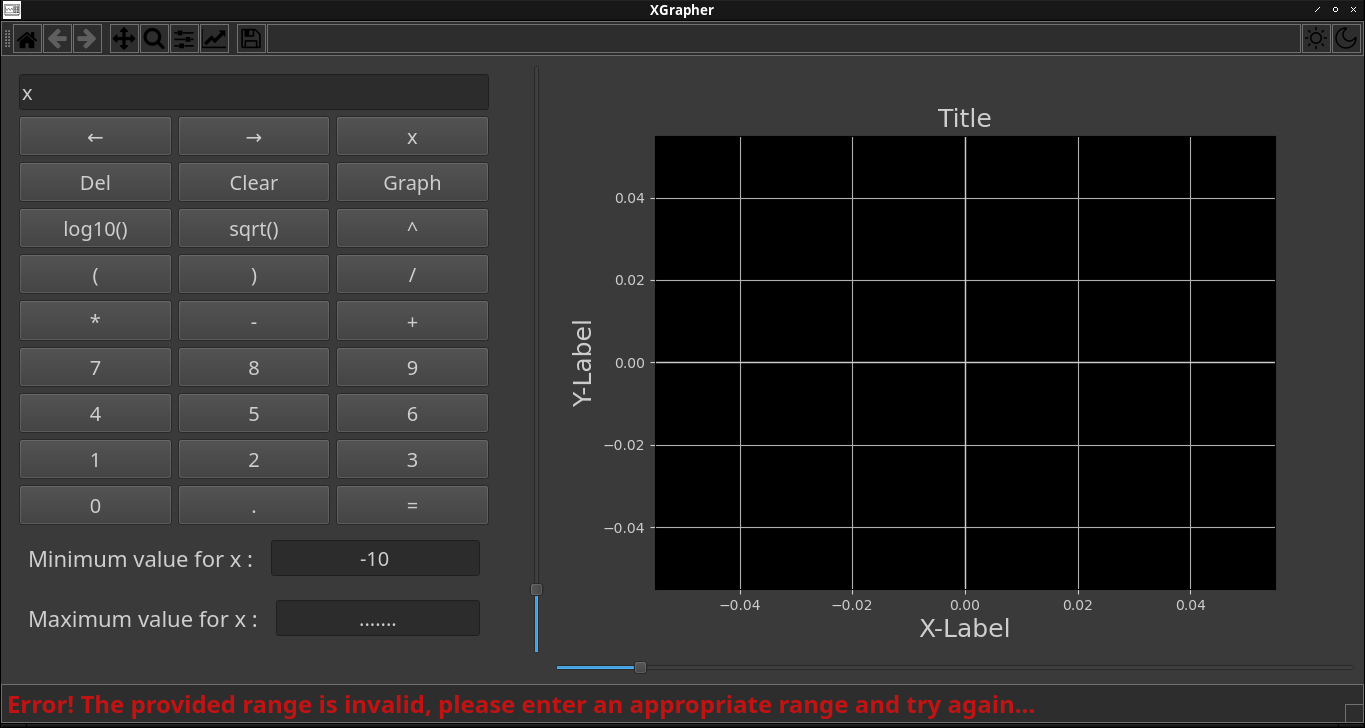 XGrapher
x
← → x
Del Clear Graph
log10() sqrt() ^
( ) /
* - +
7 8 9
4 5 6
1 2 3
0 . =
Minimum value for x : -10
Maximum value for x : .......
Title
Y-Label
0.04
0.02
0.00
−0.02
−0.04
−0.04 −0.02 0.00 0.02 0.04
X-Label
Error! The provided range is invalid, please enter an appropriate range and try again...